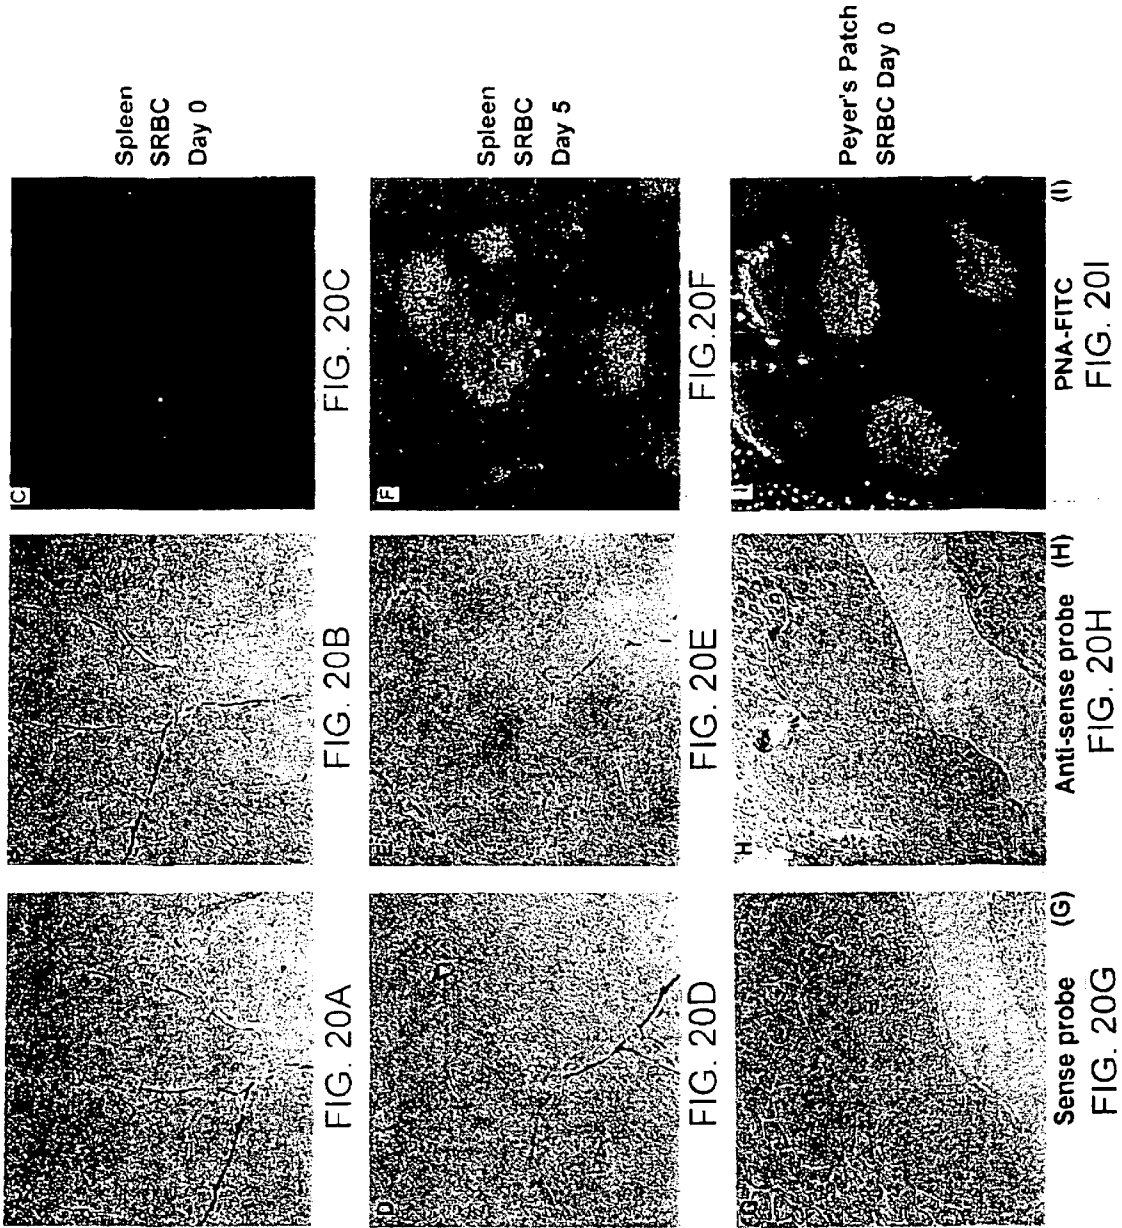 C
Spleen
SRBC
Day 0
FIG. 20A
FIG. 20B
FIG. 20C
D
E
F
Spleen
SRBC
Day 5
FIG. 20D
FIG. 20E
FIG.20F
G
H
I
Peyer's Patch
SRBC Day 0
Sense probe (G)
Anti-sense probe (H)
PNA-FITC (I)
FIG. 20G
FIG. 20H
FIG. 20I